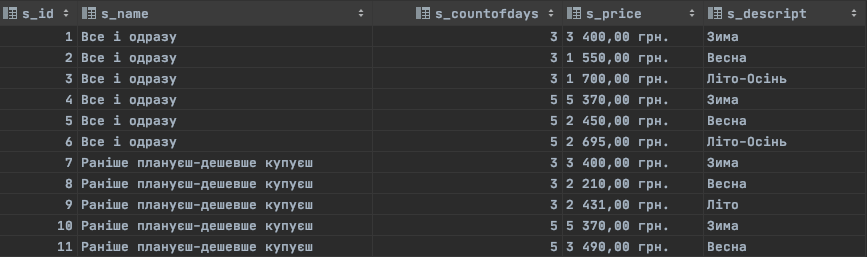 s_id s_name s_countofdays s_price s_descript
1 Все і одразу 3 3 400,00 грн. Зима
2 Все і одразу 3 1 550,00 грн. Весна
3 Все і одразу 3 1 700,00 грн. Літо-Осінь
4 Все і одразу 5 5 370,00 грн. Зима
5 Все і одразу 5 2 450,00 грн. Весна
6 Все і одразу 5 2 695,00 грн. Літо-Осінь
7 Раніше плануєш-дешевше купуєш 3 3 400,00 грн. Зима
8 Раніше плануєш-дешевше купуєш 3 2 210,00 грн. Весна
9 Раніше плануєш-дешевше купуєш 3 2 431,00 грн. Літо
10 Раніше плануєш-дешевше купуєш 5 5 370,00 грн. Зима
11 Раніше плануєш-дешевше купуєш 5 3 490,00 грн. Весна